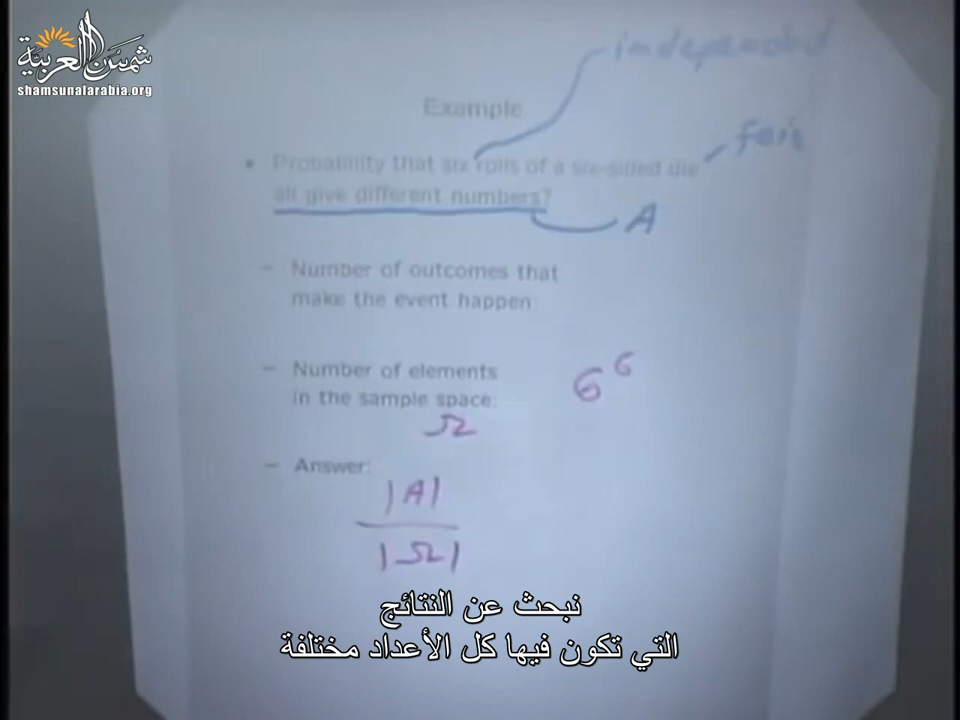 شمس العربية
shamsunalarabia.org
independent
Example
fair
• Probability that six rolls of a six-sided die
all give different numbers?
A
– Number of outcomes that
make the event happen:
– Number of elements
in the sample space:
6^6
Ω
– Answer:
|A|
|Ω|
نبحث عن النتائج
التي تكون فيها كل الأعداد مختلفة